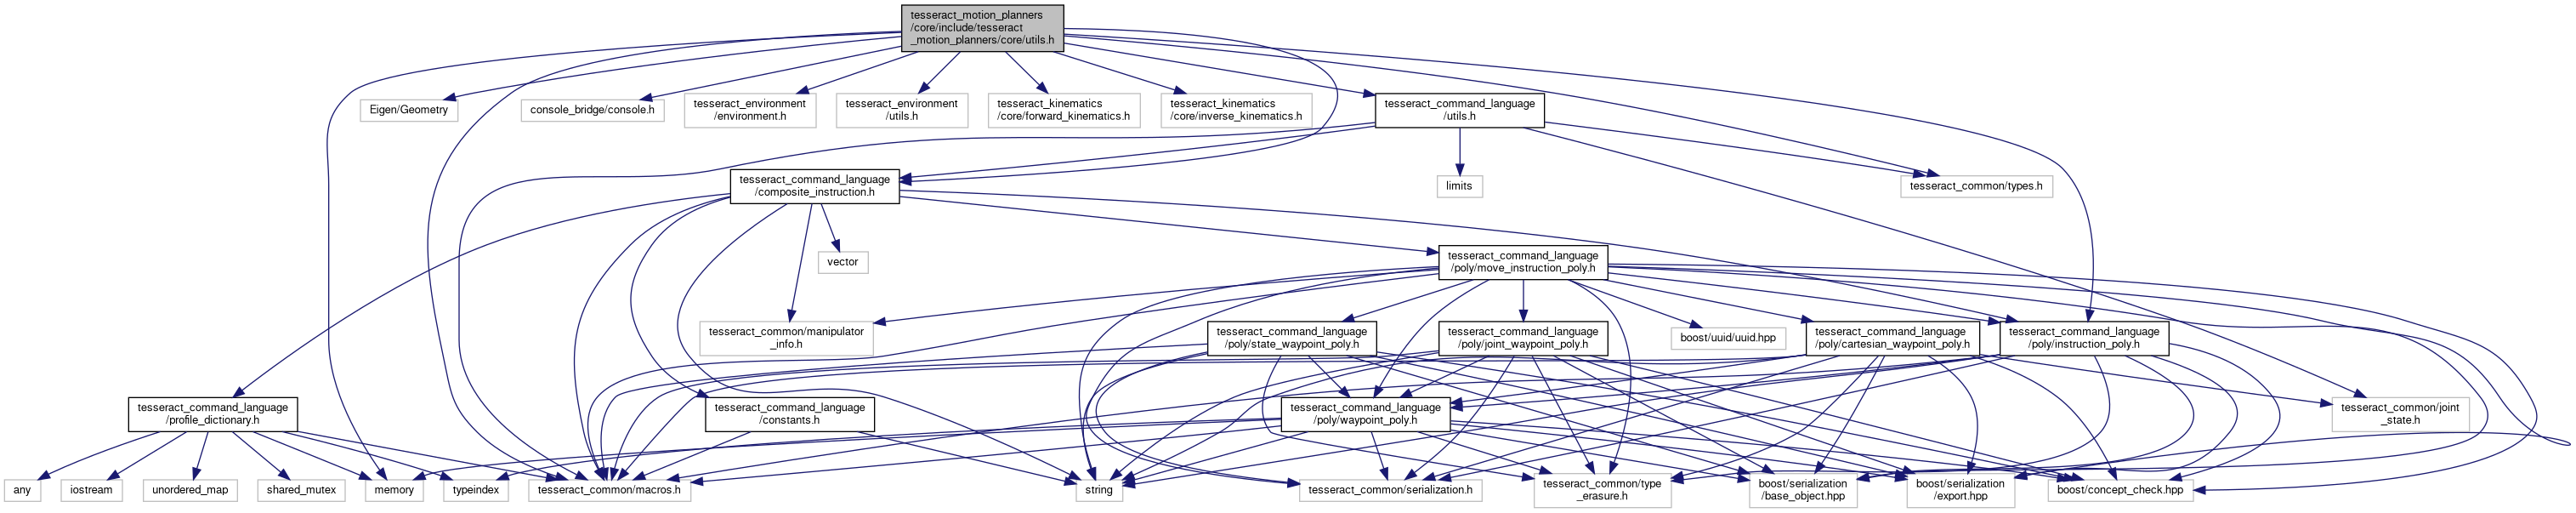 tesseract_motion_planners
/core/include/tesseract
_motion_planners/core/utils.h
Eigen/Geometry
console_bridge/console.h
tesseract_environment
/environment.h
tesseract_environment
/utils.h
tesseract_kinematics
/core/forward_kinematics.h
tesseract_kinematics
/core/inverse_kinematics.h
tesseract_command_language
/utils.h
tesseract_command_language
/composite_instruction.h
limits
tesseract_common/types.h
vector
tesseract_command_language
/poly/move_instruction_poly.h
tesseract_common/manipulator
_info.h
tesseract_command_language
/poly/state_waypoint_poly.h
tesseract_command_language
/poly/joint_waypoint_poly.h
boost/uuid/uuid.hpp
tesseract_command_language
/poly/cartesian_waypoint_poly.h
tesseract_command_language
/poly/instruction_poly.h
tesseract_command_language
/profile_dictionary.h
tesseract_command_language
/constants.h
tesseract_command_language
/poly/waypoint_poly.h
tesseract_common/joint
_state.h
any
iostream
unordered_map
shared_mutex
memory
typeindex
tesseract_common/macros.h
string
tesseract_common/serialization.h
tesseract_common/type
_erasure.h
boost/serialization
/base_object.hpp
boost/serialization
/export.hpp
boost/concept_check.hpp